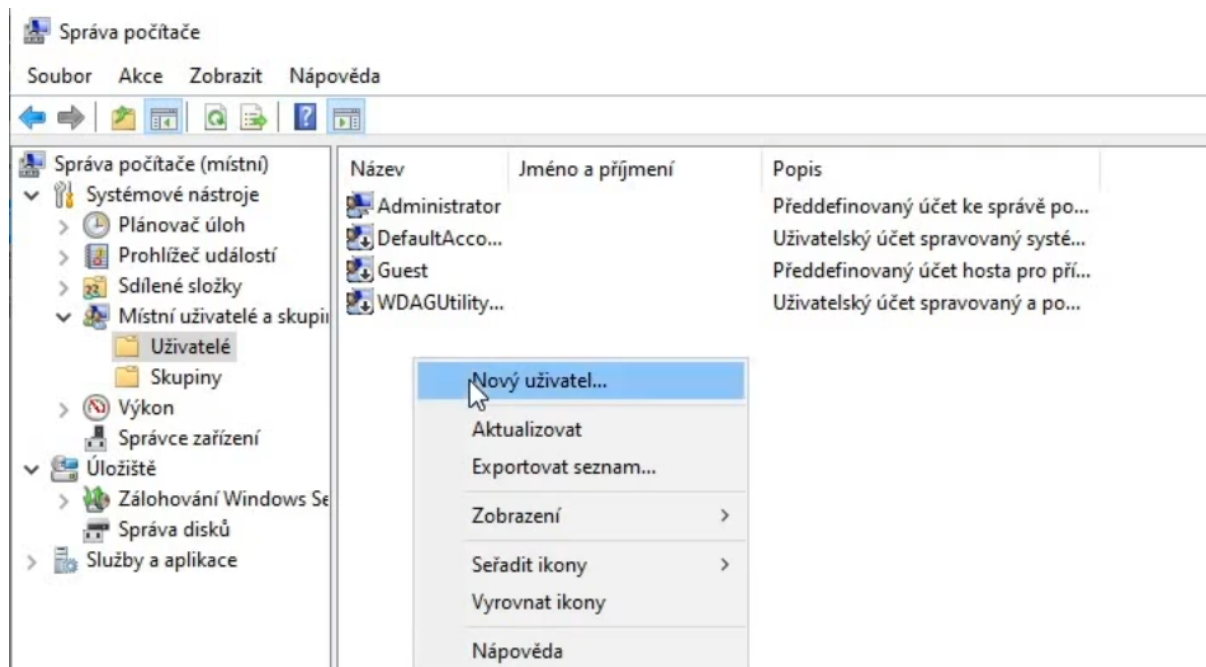 Správa počítače
Soubor Akce Zobrazit Nápověda
Správa počítače (místní)
Systémové nástroje
Plánovač úloh
Prohlížeč událostí
Sdílené složky
Místní uživatelé a skupin
Uživatelé
Skupiny
Výkon
Správce zařízení
Úložiště
Zálohování Windows Se
Správa disků
Služby a aplikace
Název Jméno a příjmení Popis
Administrator Předdefinovaný účet ke správě po...
DefaultAcco... Uživatelský účet spravovaný systé...
Guest Předdefinovaný účet hosta pro pří...
WDAGUtility... Uživatelský účet spravovaný a po...
Nový uživatel...
Aktualizovat
Exportovat seznam...
Zobrazení
Seřadit ikony
Vyrovnat ikony
Nápověda